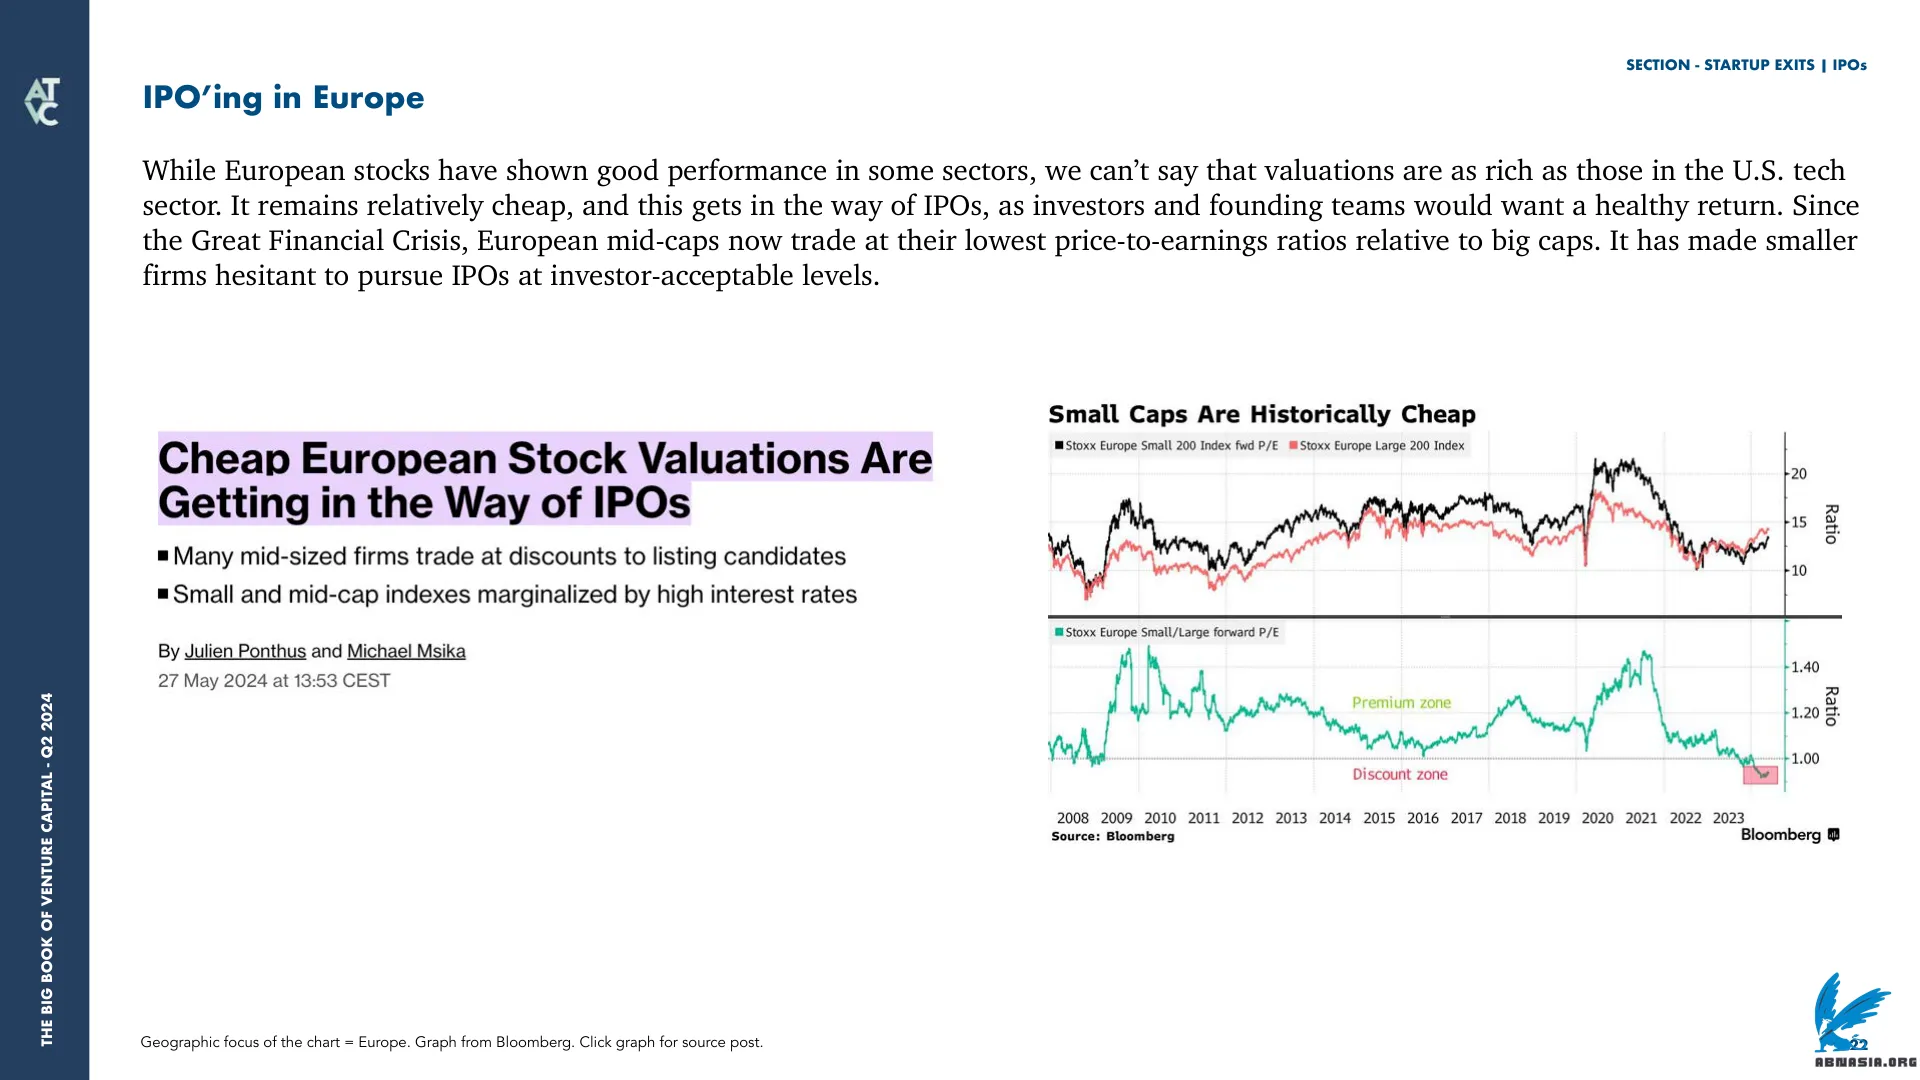 SECTION - STARTUP EXITS | IPOs
ATVC
IPO’ing in Europe
While European stocks have shown good performance in some sectors, we can’t say that valuations are as rich as those in the U.S. tech
sector. It remains relatively cheap, and this gets in the way of IPOs, as investors and founding teams would want a healthy return. Since
the Great Financial Crisis, European mid-caps now trade at their lowest price-to-earnings ratios relative to big caps. It has made smaller
firms hesitant to pursue IPOs at investor-acceptable levels.
Cheap European Stock Valuations Are
Getting in the Way of IPOs
Many mid-sized firms trade at discounts to listing candidates
Small and mid-cap indexes marginalized by high interest rates
By Julien Ponthus and Michael Msika
27 May 2024 at 13:53 CEST
Small Caps Are Historically Cheap
Stoxx Europe Small 200 Index fwd P/E
Stoxx Europe Large 200 Index
20
15
10
Ratio
Stoxx Europe Small/Large forward P/E
1.40
1.20
1.00
Ratio
Premium zone
Discount zone
2008 2009 2010 2011 2012 2013 2014 2015 2016 2017 2018 2019 2020 2021 2022 2023
Source: Bloomberg
Bloomberg
THE BIG BOOK OF VENTURE CAPITAL - Q2 2024
Geographic focus of the chart = Europe. Graph from Bloomberg. Click graph for source post.
22
ABNASIA.ORG